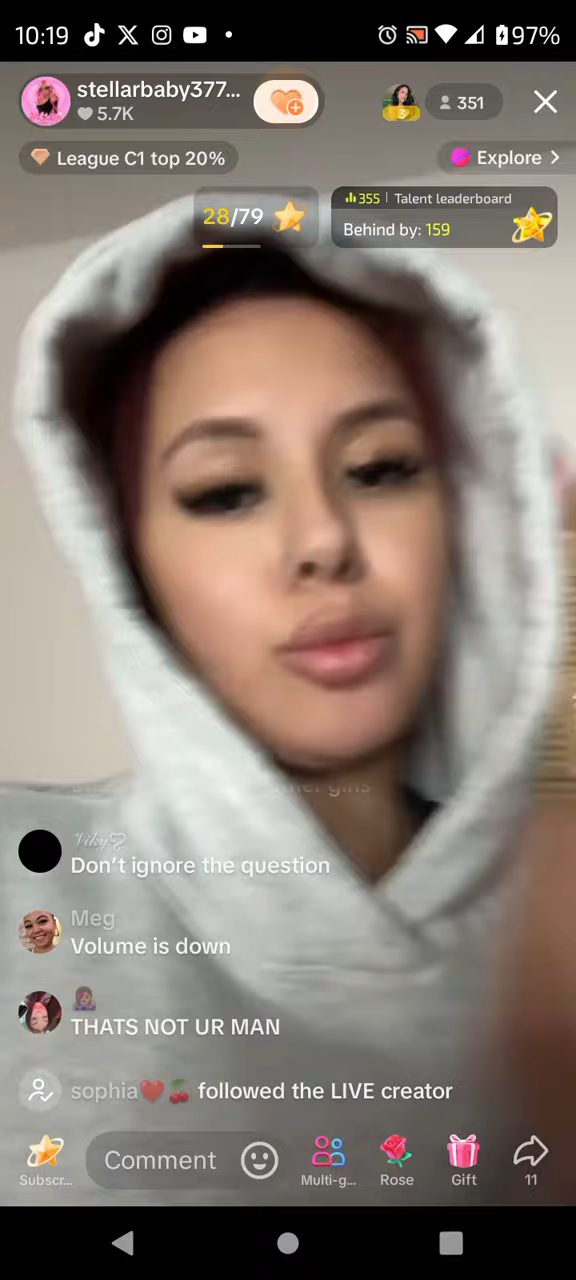 10:19
97%
stellarbaby377...
5.7K
3
351
League C1 top 20%
Explore
28/79
355 | Talent leaderboard
Behind by: 159
Viky
Don't ignore the question
Meg
Volume is down
THATS NOT UR MAN
sophia❤️🍒 followed the LIVE creator
Subscr...
Comment
Multi-g...
Rose
Gift
11